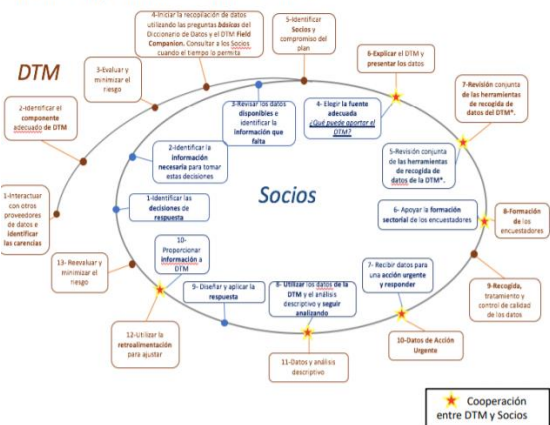 DTM
1-Interactuar
con otros
proveedores
de datos e
identificar
las carencias
2-Identificar el
componente
adecuado de DTM
3-Evaluar y
minimizar el
riesgo
4-Iniciar la recopilación de datos
utilizando las preguntas básicas del
Diccionario de Datos y el DTM Field
Companion. Consultar a los Socios
cuando el tiempo lo permita
5-Identificar
Socios y
compromiso del
plan
6-Explicar el DTM y
presentar los datos
7-Revisión conjunta
de las herramientas
de recogida de
datos del DTM*.
8-Formación
de los
encuestadores
9-Recogida,
tratamiento y
control de calidad
de los datos
10-Datos de Acción
Urgente
11-Datos y análisis
descriptivo
12-Utilizar la
retroalimentación
para ajustar
13- Reevaluar y
minimizar el
riesgo
Socios
1-Identificar las
decisiones de
respuesta
2-Identificar la
información
necesaria para tomar
estas decisiones
3-Revisar los datos
disponibles e
identificar la
información que
falta
4- Elegir la fuente
adecuada
¿Qué puede aportar el
DTM?
5-Revisión conjunta
de las herramientas
de recogida de
datos de la DTM*.
6- Apoyar la formación
sectorial de los encuestadores
7- Recibir datos para
una acción urgente
y responder
8- Utilizar los datos de la
DTM y el análisis
descriptivo y seguir
analizando
9- Diseñar y aplicar la
respuesta
10-
Proporcionar
información a
DTM
Cooperación
entre DTM y Socios